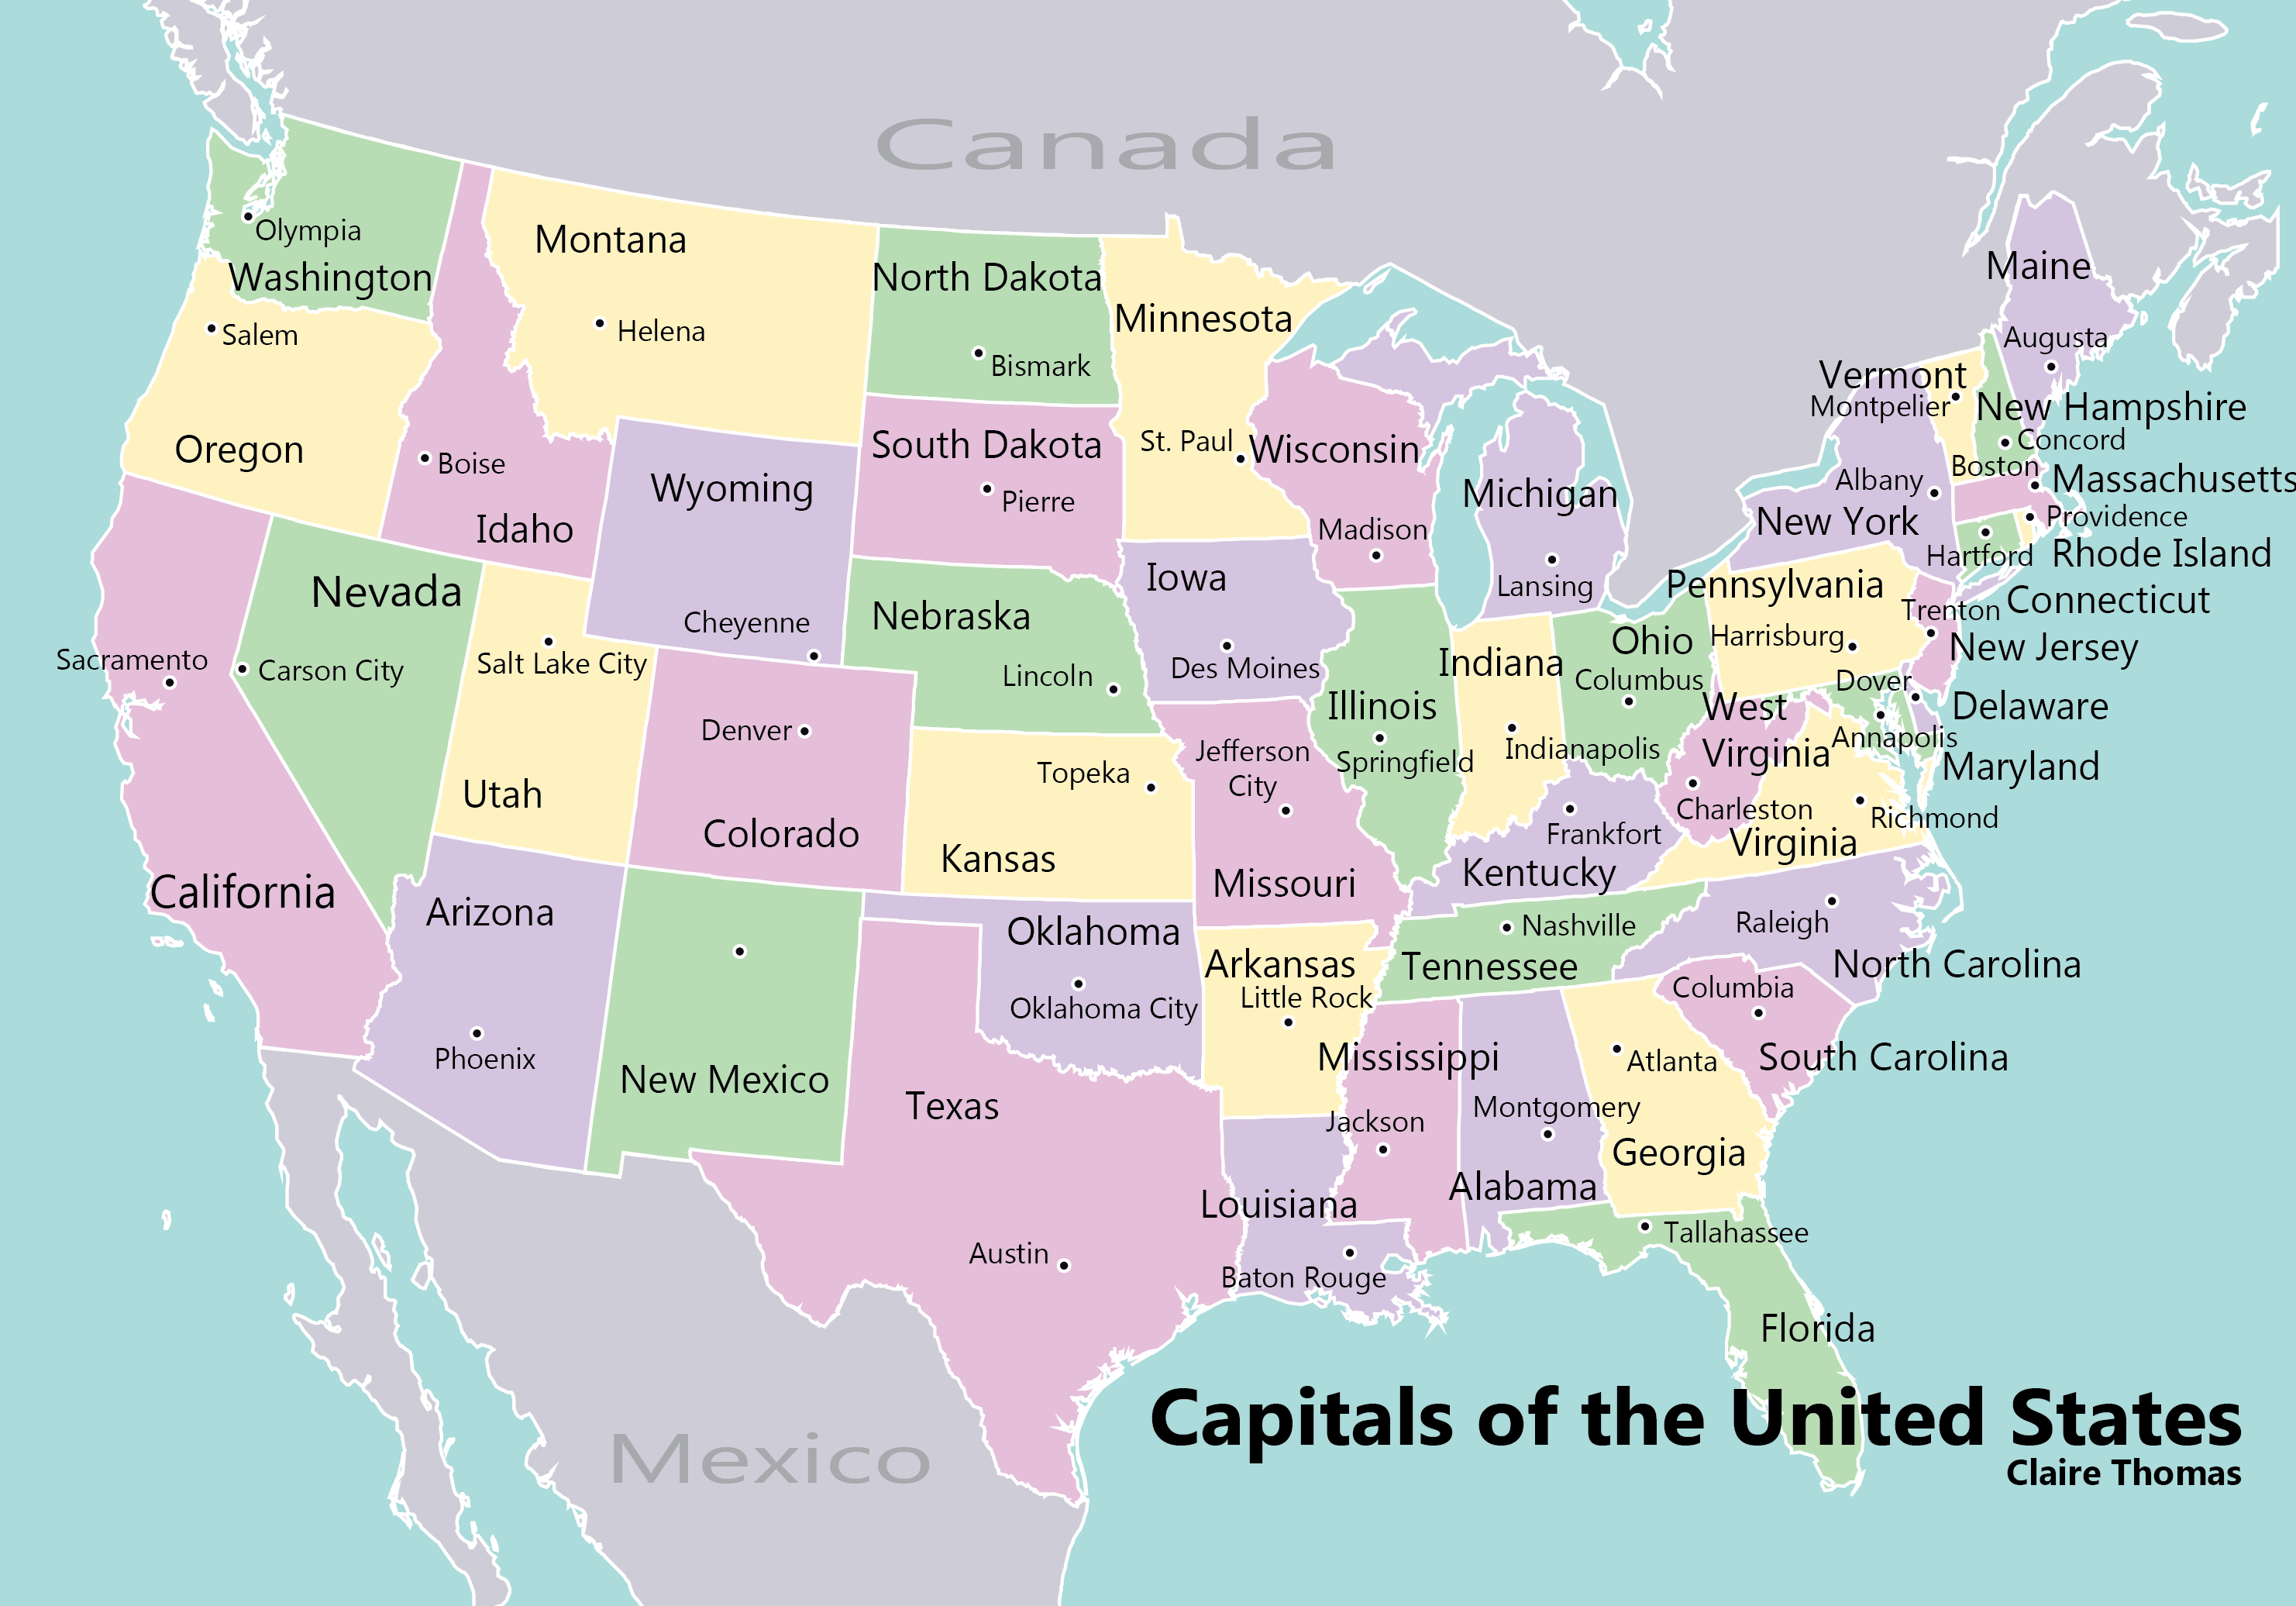 Canada
Olympia
Washington
Montana
Helena
North Dakota
Bismark
Minnesota
St. Paul
Maine
Augusta
Vermont
Montpelier
New Hampshire
Concord
Boston
Massachusetts
Salem
Oregon
Boise
Idaho
Wyoming
Cheyenne
South Dakota
Pierre
Wisconsin
Madison
Michigan
Lansing
Albany
New York
Providence
Hartford
Rhode Island
Connecticut
Nevada
Carson City
Sacramento
California
Salt Lake City
Utah
Denver
Colorado
Nebraska
Lincoln
Iowa
Des Moines
Illinois
Springfield
Indiana
Indianapolis
Ohio
Columbus
Pennsylvania
Harrisburg
Trenton
New Jersey
Dover
Delaware
Annapolis
Maryland
West
Virginia
Charleston
Richmond
Virginia
Topeka
Kansas
Jefferson
City
Missouri
Frankfort
Kentucky
Nashville
Tennessee
Raleigh
North Carolina
Columbia
South Carolina
Arizona
Phoenix
New Mexico
Oklahoma
Oklahoma City
Arkansas
Little Rock
Texas
Austin
Louisiana
Baton Rouge
Mississippi
Jackson
Montgomery
Alabama
Atlanta
Georgia
Tallahassee
Florida
Mexico
Capitals of the United States
Claire Thomas